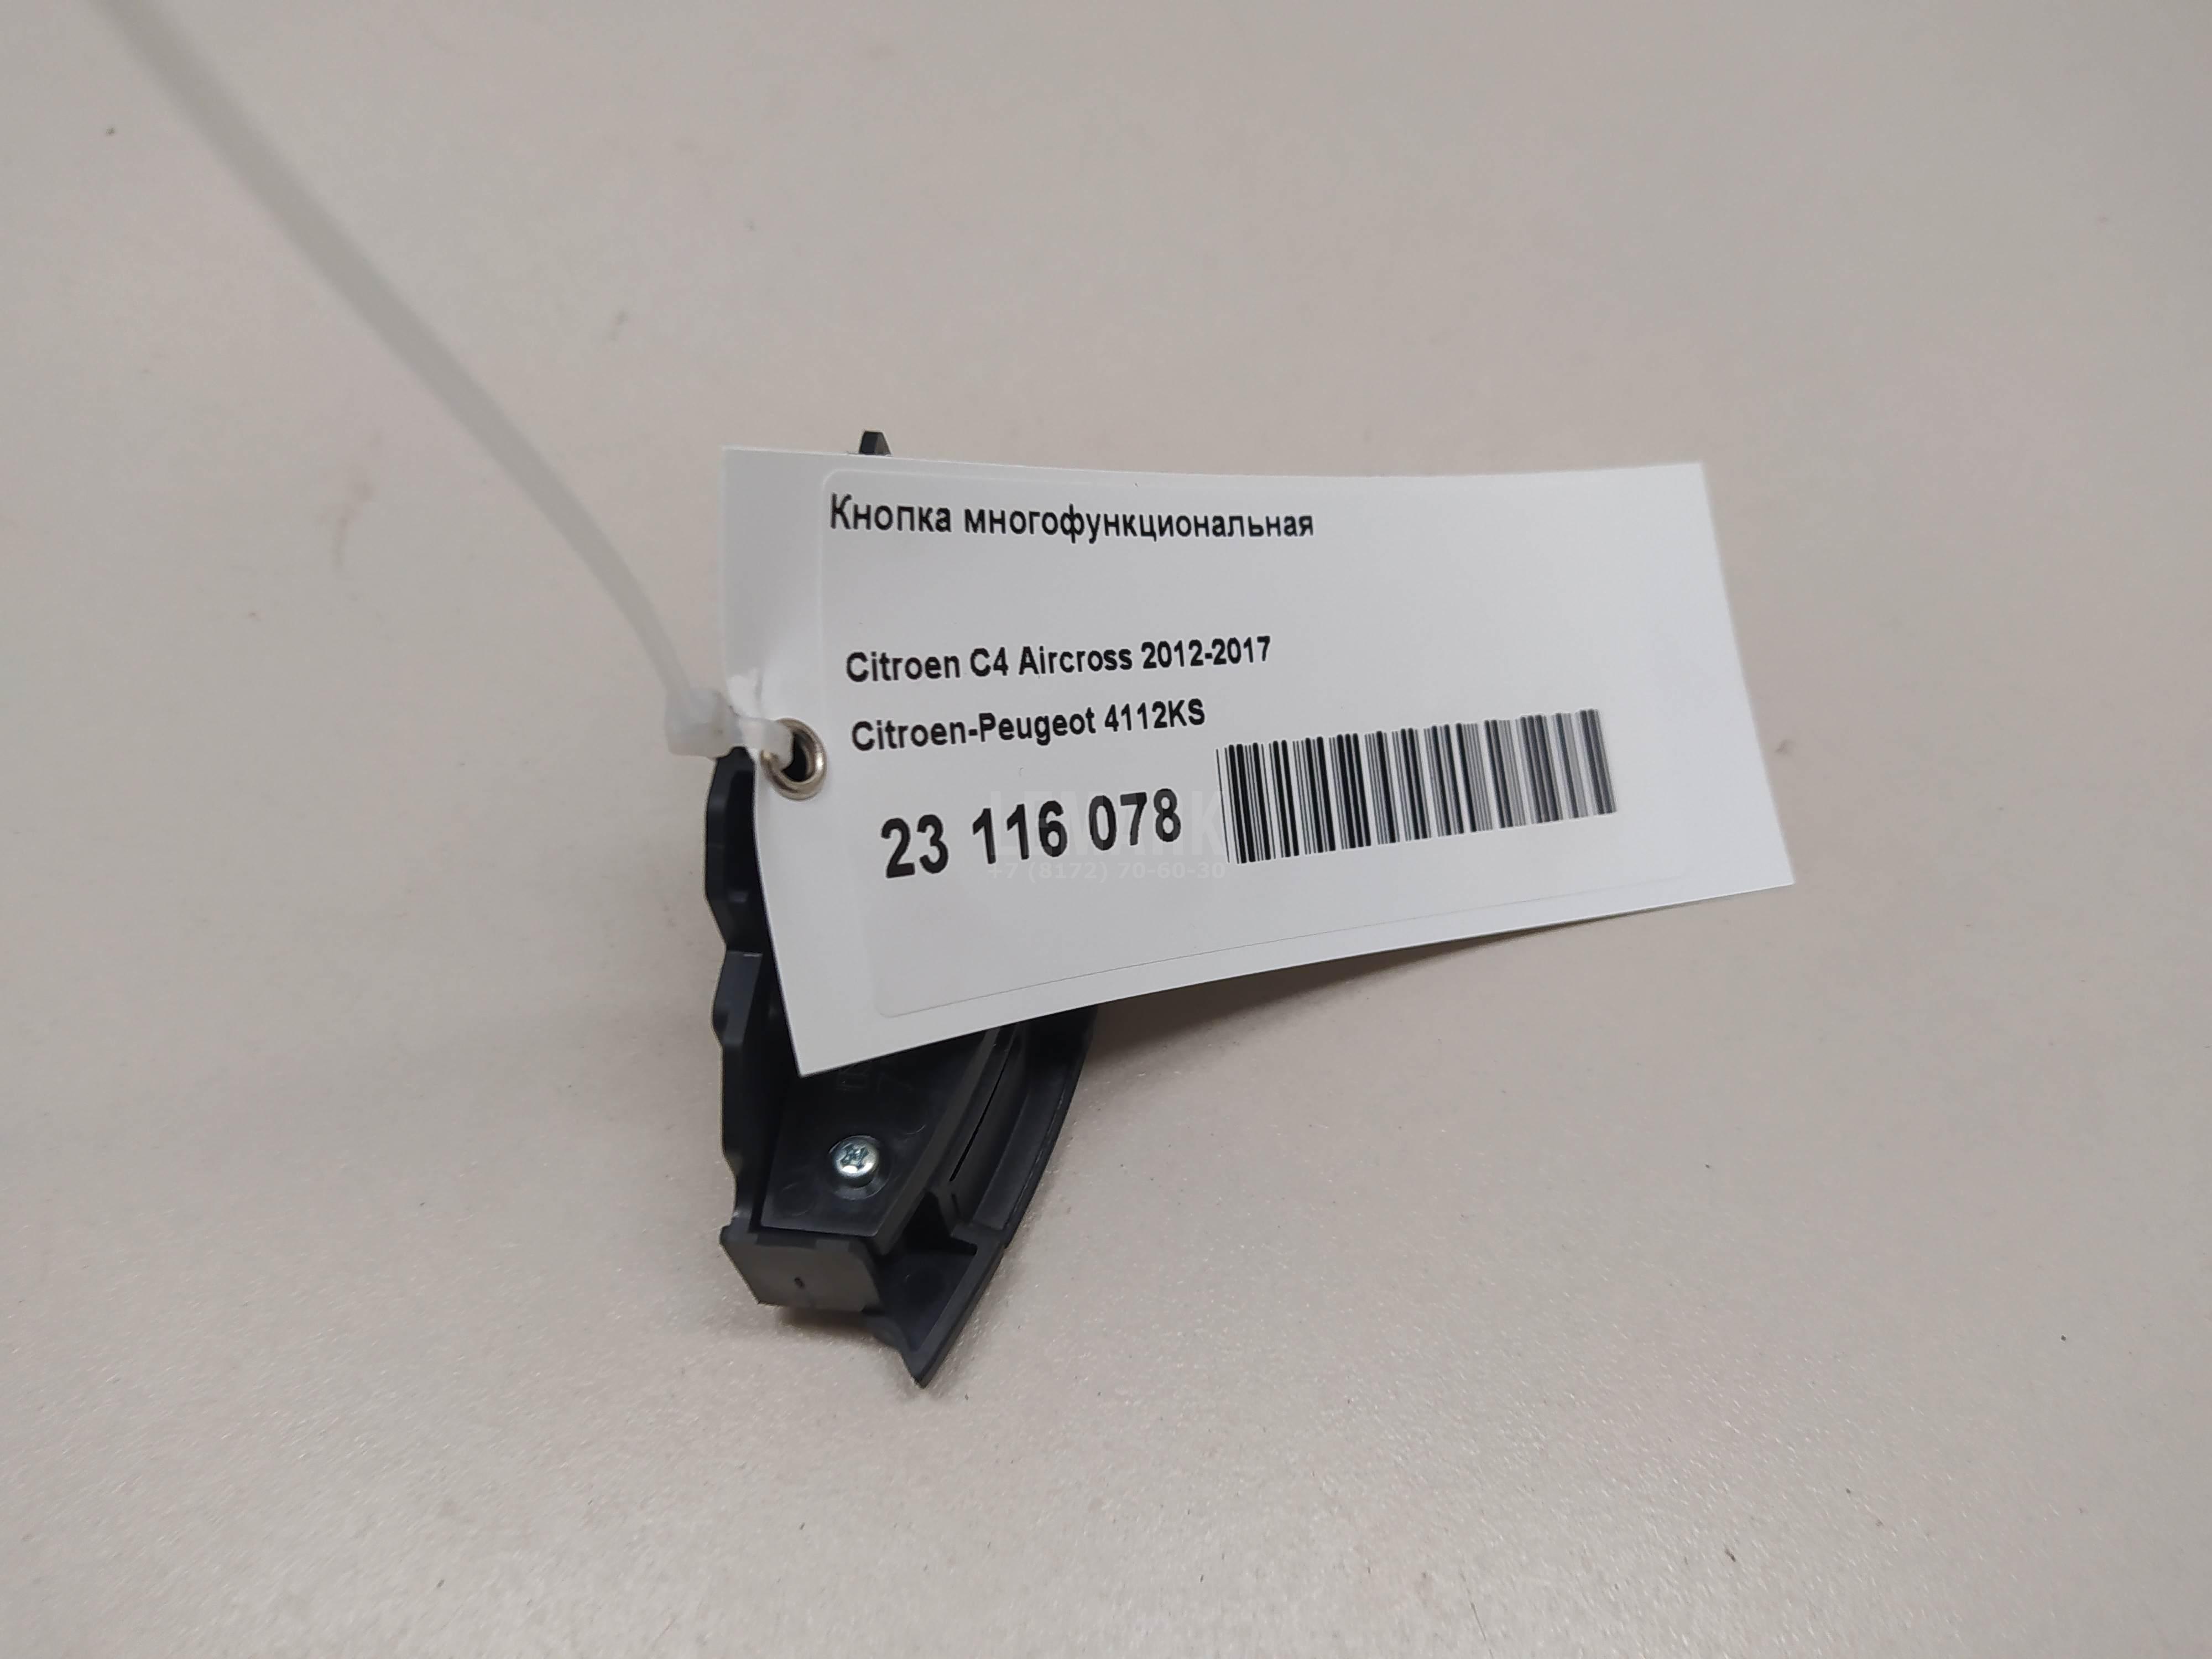 Кнопка многофункциональная
Citroen C4 Aircross 2012-2017
Citroen-Peugeot 4112KS
23 116 078
+7 (8172) 70-60-30